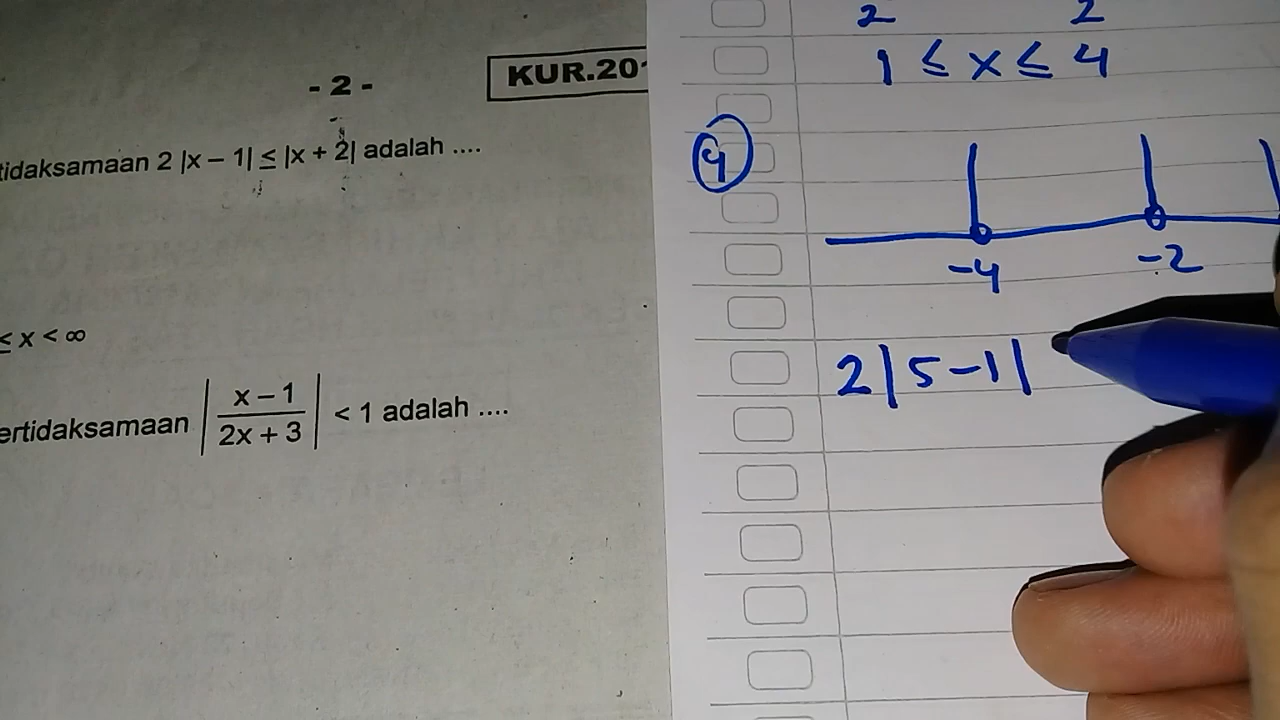 - 2 -
KUR.20
tidaksamaan 2 |x – 1| ≤ |x + 2| adalah ....
≤ x < ∞
ertidaksamaan | x – 1 / 2x + 3 | < 1 adalah ....
2 2
1 ≤ x ≤ 4
9
-4 -2
2|5-1|